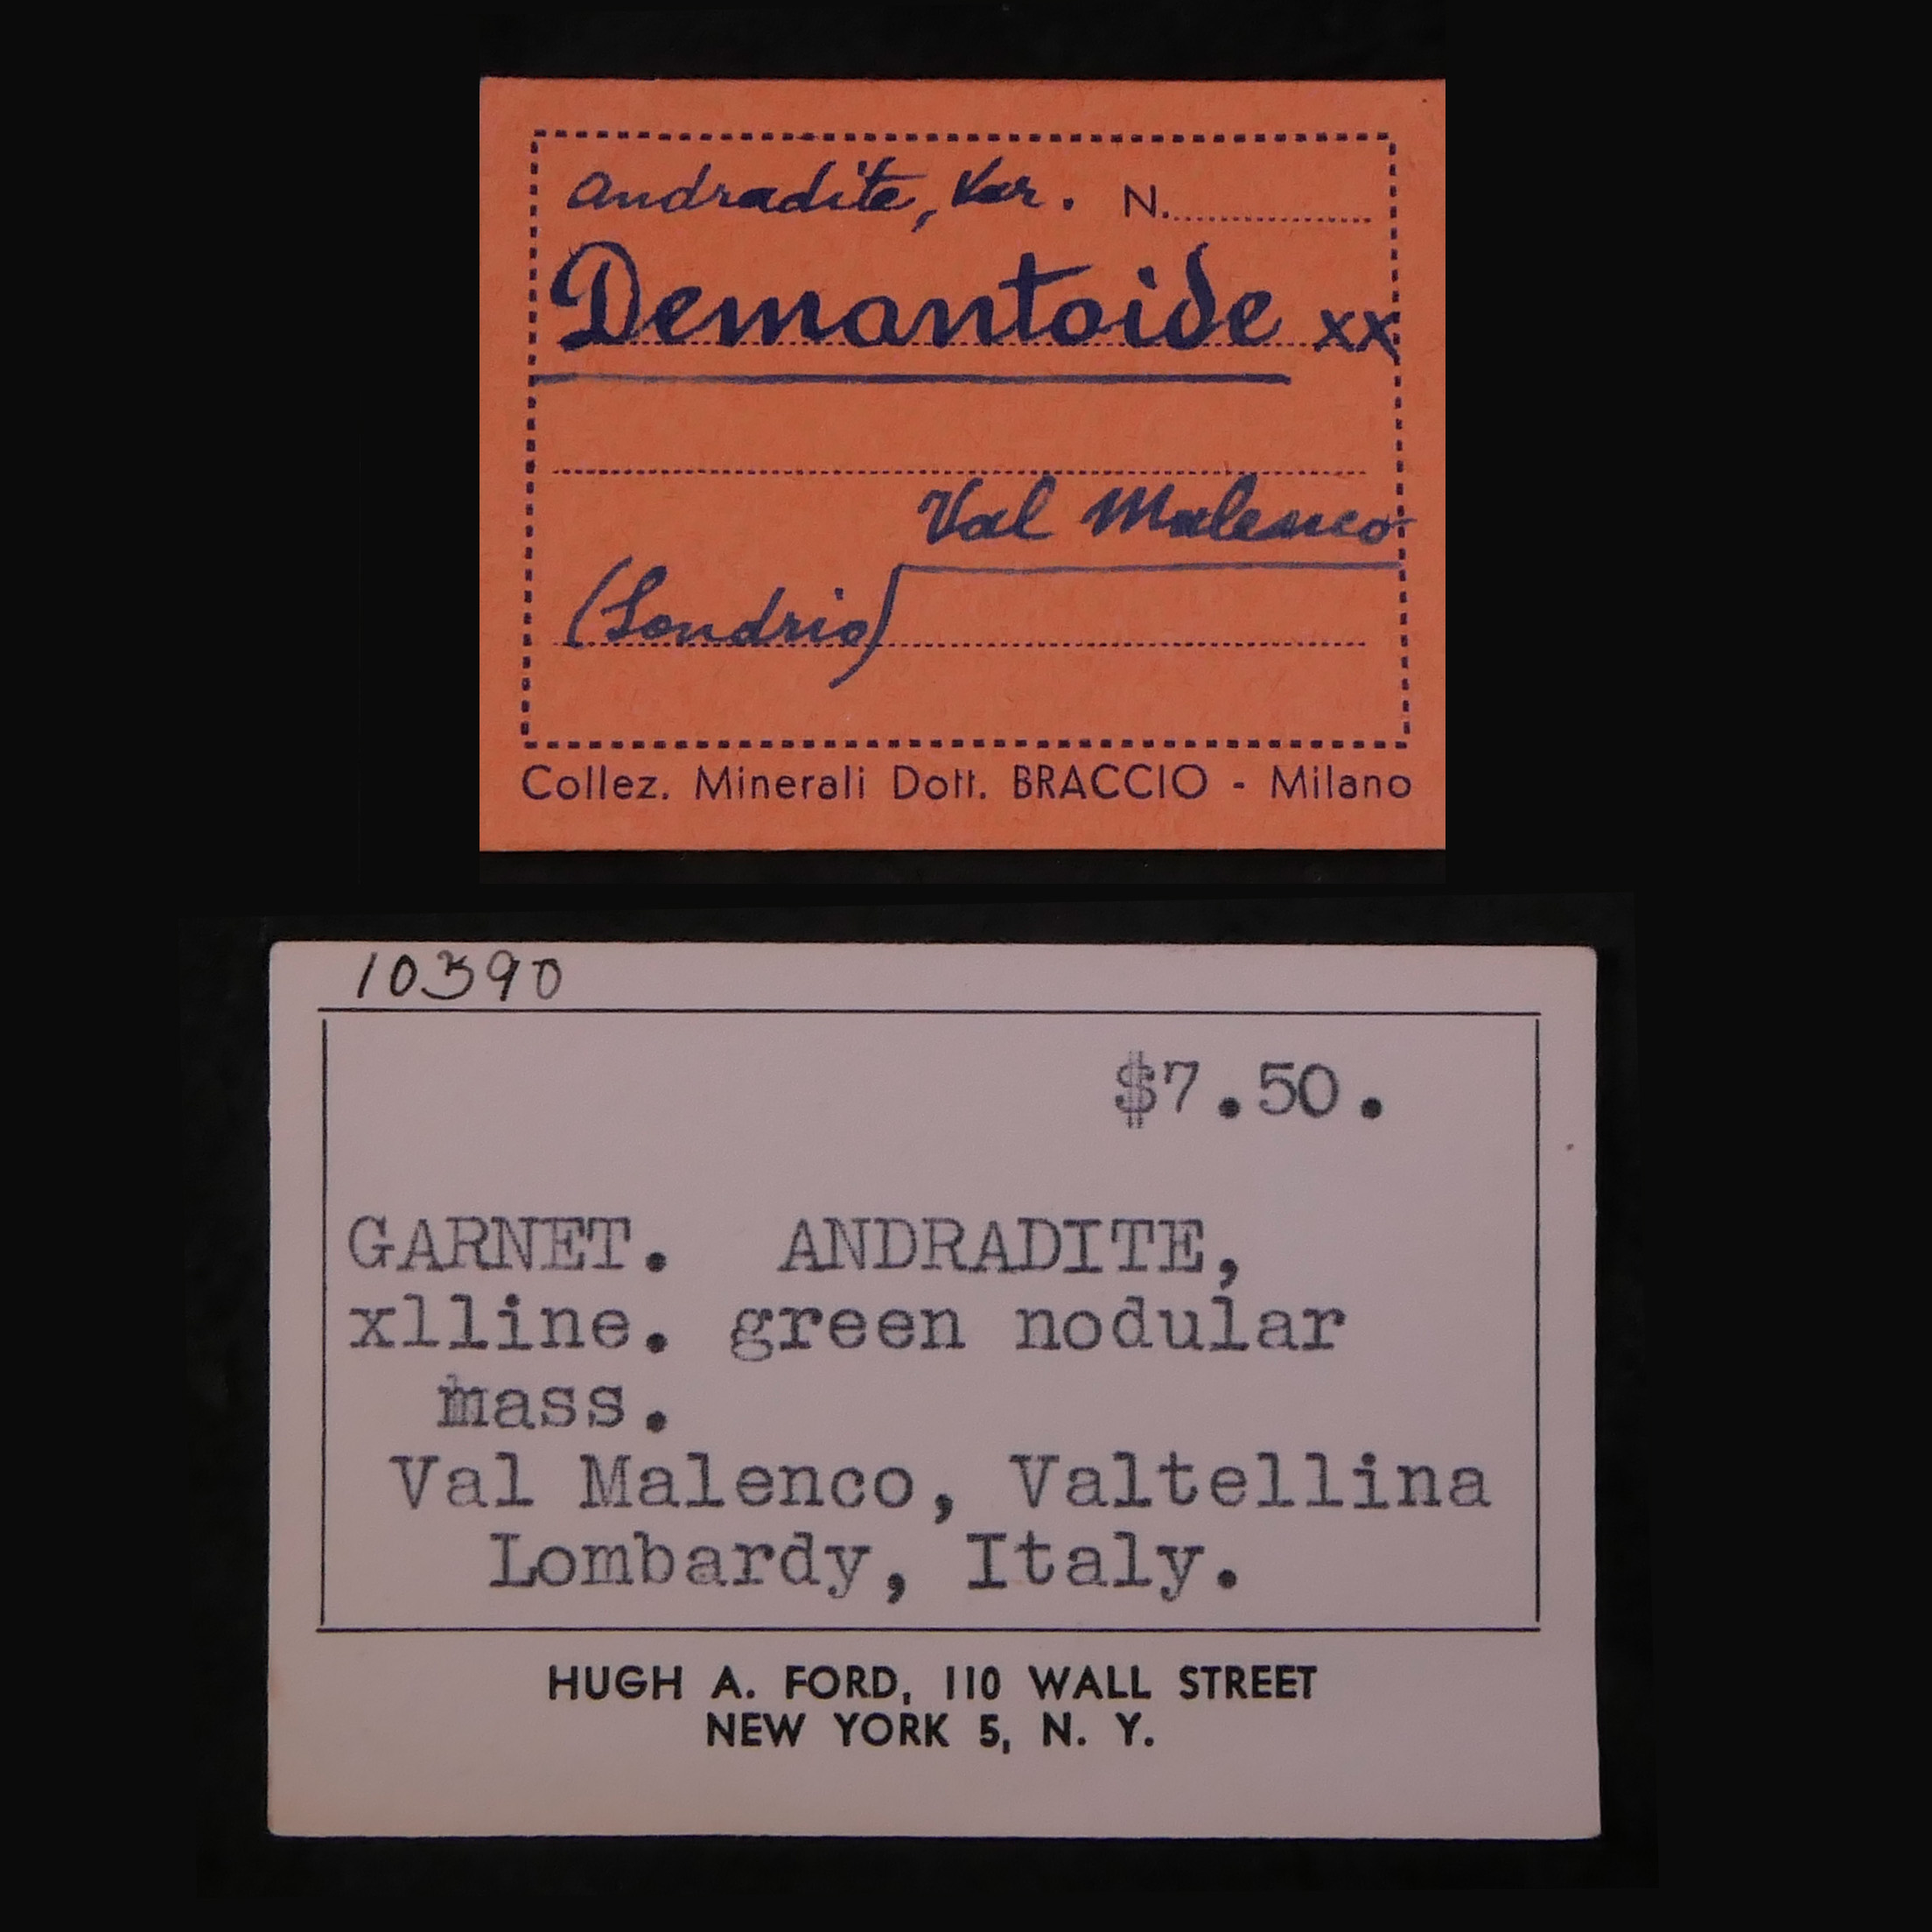 Andradite, Var. N.
Demantoide xx
Val Malenco
(Sondrio)
Collez. Minerali Dott. BRACCIO - Milano
10390
$7.50.
GARNET. ANDRADITE,
xlline. green nodular
mass.
Val Malenco, Valtellina
Lombardy, Italy.
HUGH A. FORD, 110 WALL STREET
NEW YORK 5, N. Y.